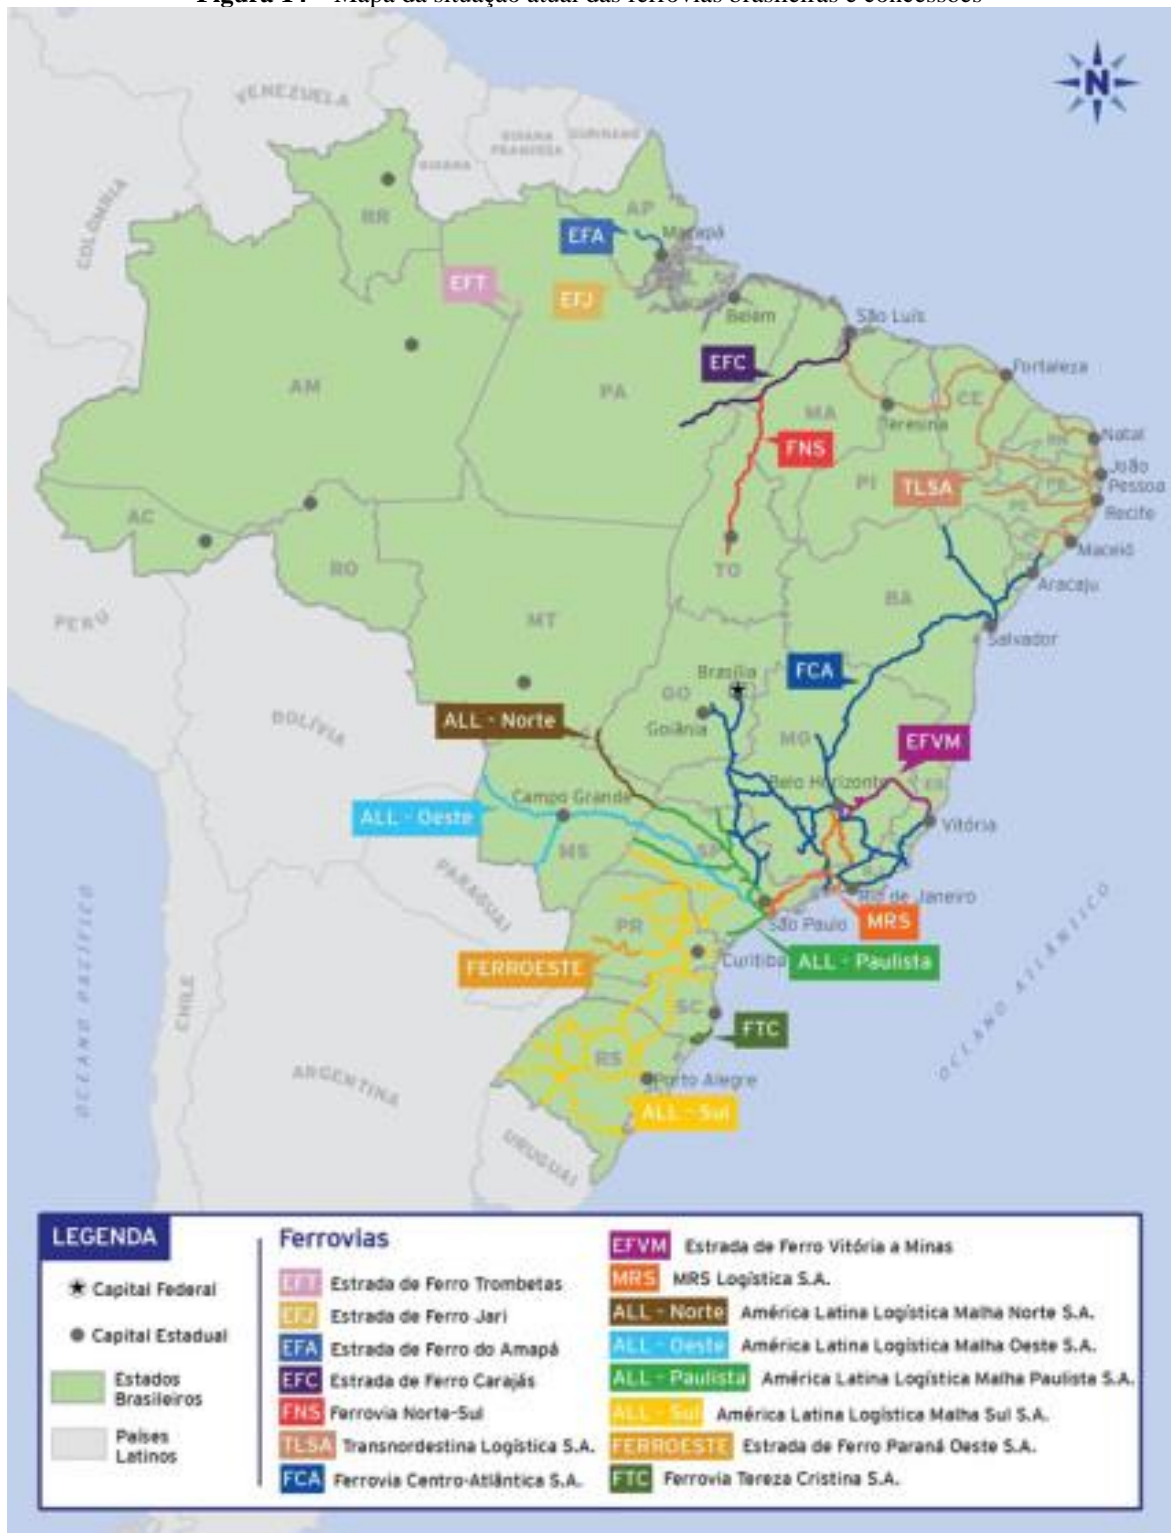 Figura 14 – Mapa da situação atual das ferrovias brasileiras e concessões
N
VENEZUELA
GUIANA
GUIANA
FRANCESA
SURINAME
COLÔMBIA
RR
AP
EFA
Macapá
EFT
EFJ
Belém
São Luís
EFC
Fortaleza
AM
PA
MA
CE
Teresina
FNS
RN
Natal
PI
TLSA
PB
João
Pessoa
PE
Recife
AC
Maceió
RO
TO
Aracaju
BA
PERU
MT
Salvador
Brasília
FCA
GO
ALL - Norte
Goiânia
MG
EFVM
BOLÍVIA
Belo Horizonte
ES
Campo Grande
ALL - Oeste
Vitória
MS
SP
PARAGUAI
Rio de Janeiro
São Paulo
MRS
PR
FERROESTE
Curitiba
ALL - Paulista
OCEANO PACÍFICO
CHILE
OCEANO ATLÂNTICO
SC
FTC
RS
ARGENTINA
Porto Alegre
ALL - Sul
URUGUAI
LEGENDA
Capital Federal
Capital Estadual
Estados
Brasileiros
Países
Latinos
Ferrovias
EFT Estrada de Ferro Trombetas
EFJ Estrada de Ferro Jari
EFA Estrada de Ferro do Amapá
EFC Estrada de Ferro Carajás
FNS Ferrovia Norte-Sul
TLSA Transnordestina Logística S.A.
FCA Ferrovia Centro-Atlântica S.A.
EFVM Estrada de Ferro Vitória a Minas
MRS MRS Logística S.A.
ALL - Norte América Latina Logística Malha Norte S.A.
ALL - Oeste América Latina Logística Malha Oeste S.A.
ALL - Paulista América Latina Logística Malha Paulista S.A.
ALL - Sul América Latina Logística Malha Sul S.A.
FERROESTE Estrada de Ferro Paraná Oeste S.A.
FTC Ferrovia Tereza Cristina S.A.